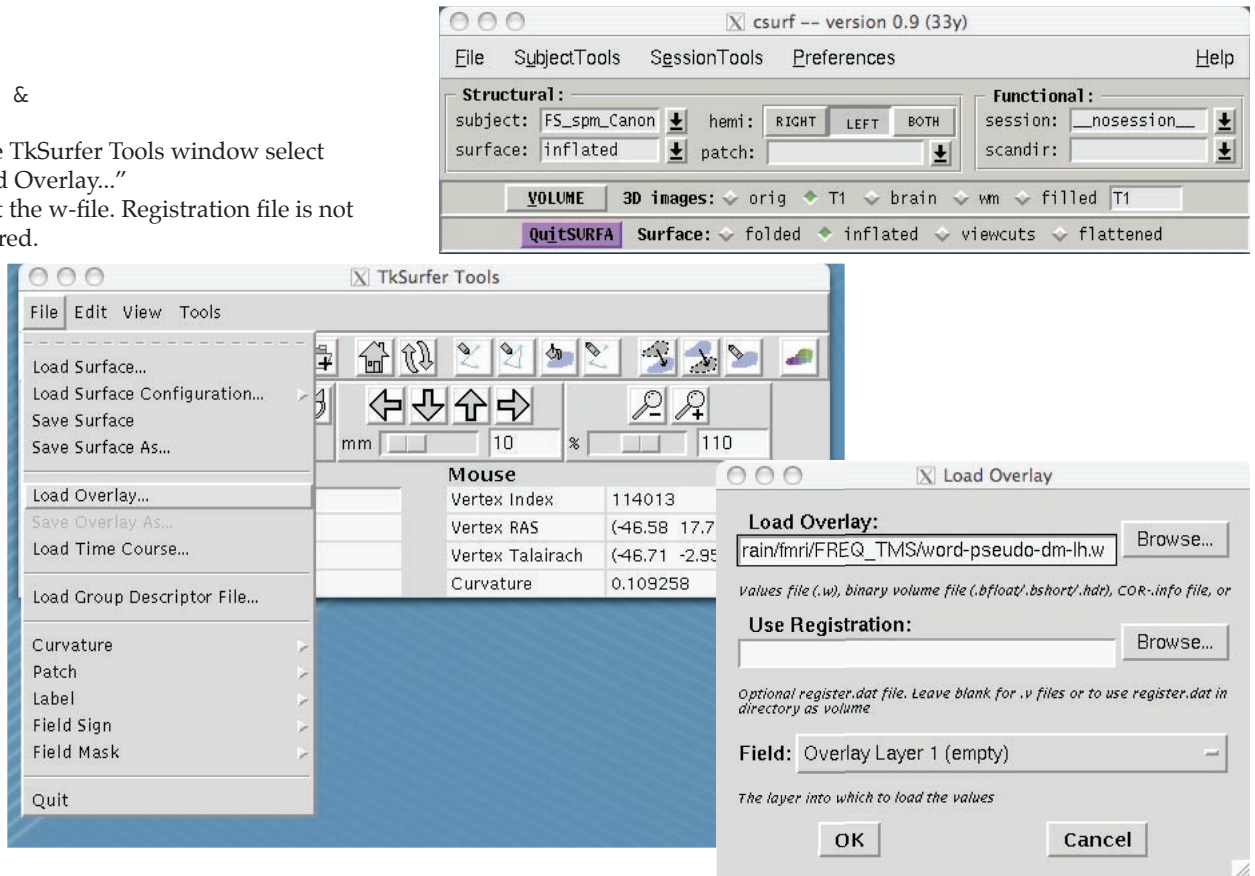 &
e TkSurfer Tools window select
d Overlay..."
t the w-file. Registration file is not
red.
X csurf -- version 0.9 (33y)
File SubjectTools SessionTools Preferences Help
Structural:
subject: FS_spm_Canon hemi: RIGHT LEFT BOTH
surface: inflated patch:
Functional:
session: __nosession__
scandir:
VOLUME 3D images: orig T1 brain wm filled T1
QuitSURFA Surface: folded inflated viewcuts flattened
X TkSurfer Tools
File Edit View Tools
Load Surface...
Load Surface Configuration...
Save Surface
Save Surface As...
Load Overlay...
Save Overlay As...
Load Time Course...
Load Group Descriptor File...
Curvature
Patch
Label
Field Sign
Field Mask
Quit
mm 10 % 110
Mouse
Vertex Index 114013
Vertex RAS (-46.58 17.7
Vertex Talairach (-46.71 -2.95
Curvature 0.109258
X Load Overlay
Load Overlay:
rain/fmri/FREQ_TMS/word-pseudo-dm-lh.w Browse...
Values file (.w), binary volume file (.bfloat/.bshort/.hdr), COR-.info file, or
Use Registration:
Browse...
Optional register.dat file. Leave blank for .v files or to use register.dat in
directory as volume
Field: Overlay Layer 1 (empty)
The layer into which to load the values
OK Cancel